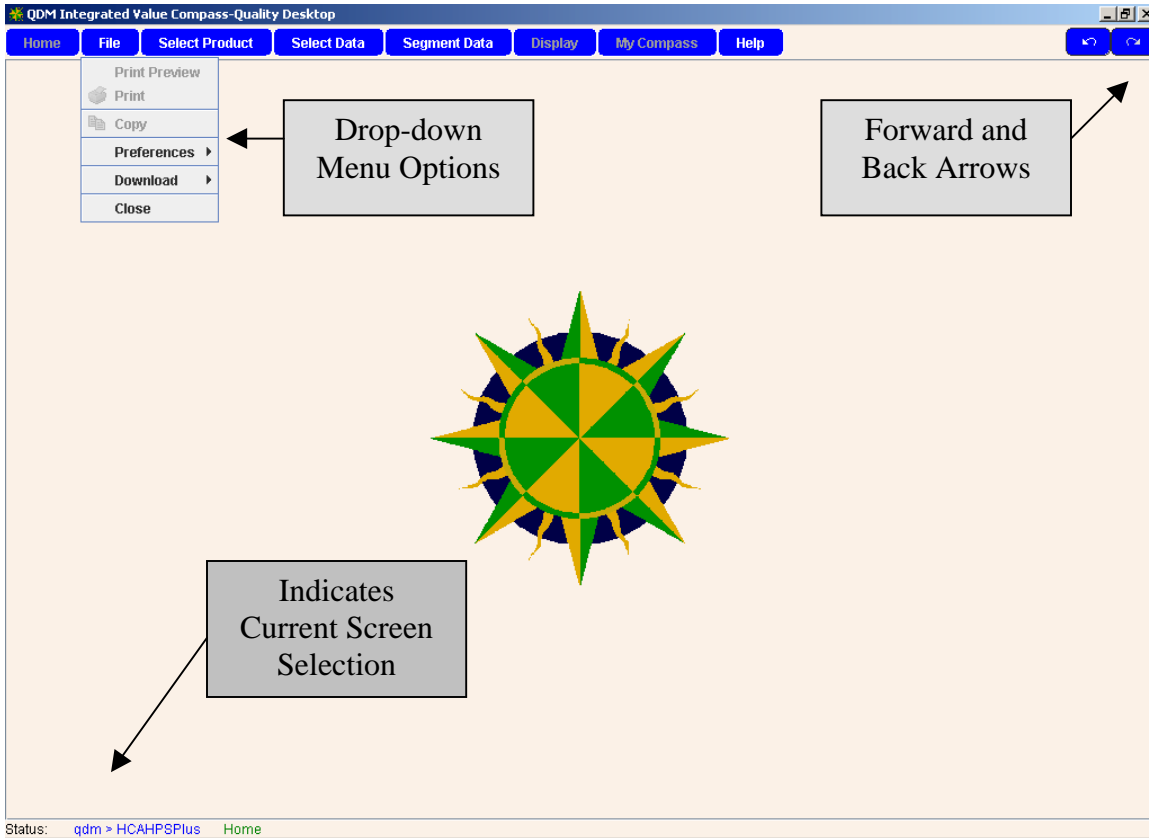 QDM Integrated Value Compass-Quality Desktop
Home File Select Product Select Data Segment Data Display My Compass Help
Print Preview
Print
Copy
Preferences
Download
Close
Drop-down
Menu Options
Forward and
Back Arrows
Indicates
Current Screen
Selection
Status: qdm > HCAHPSPlus Home